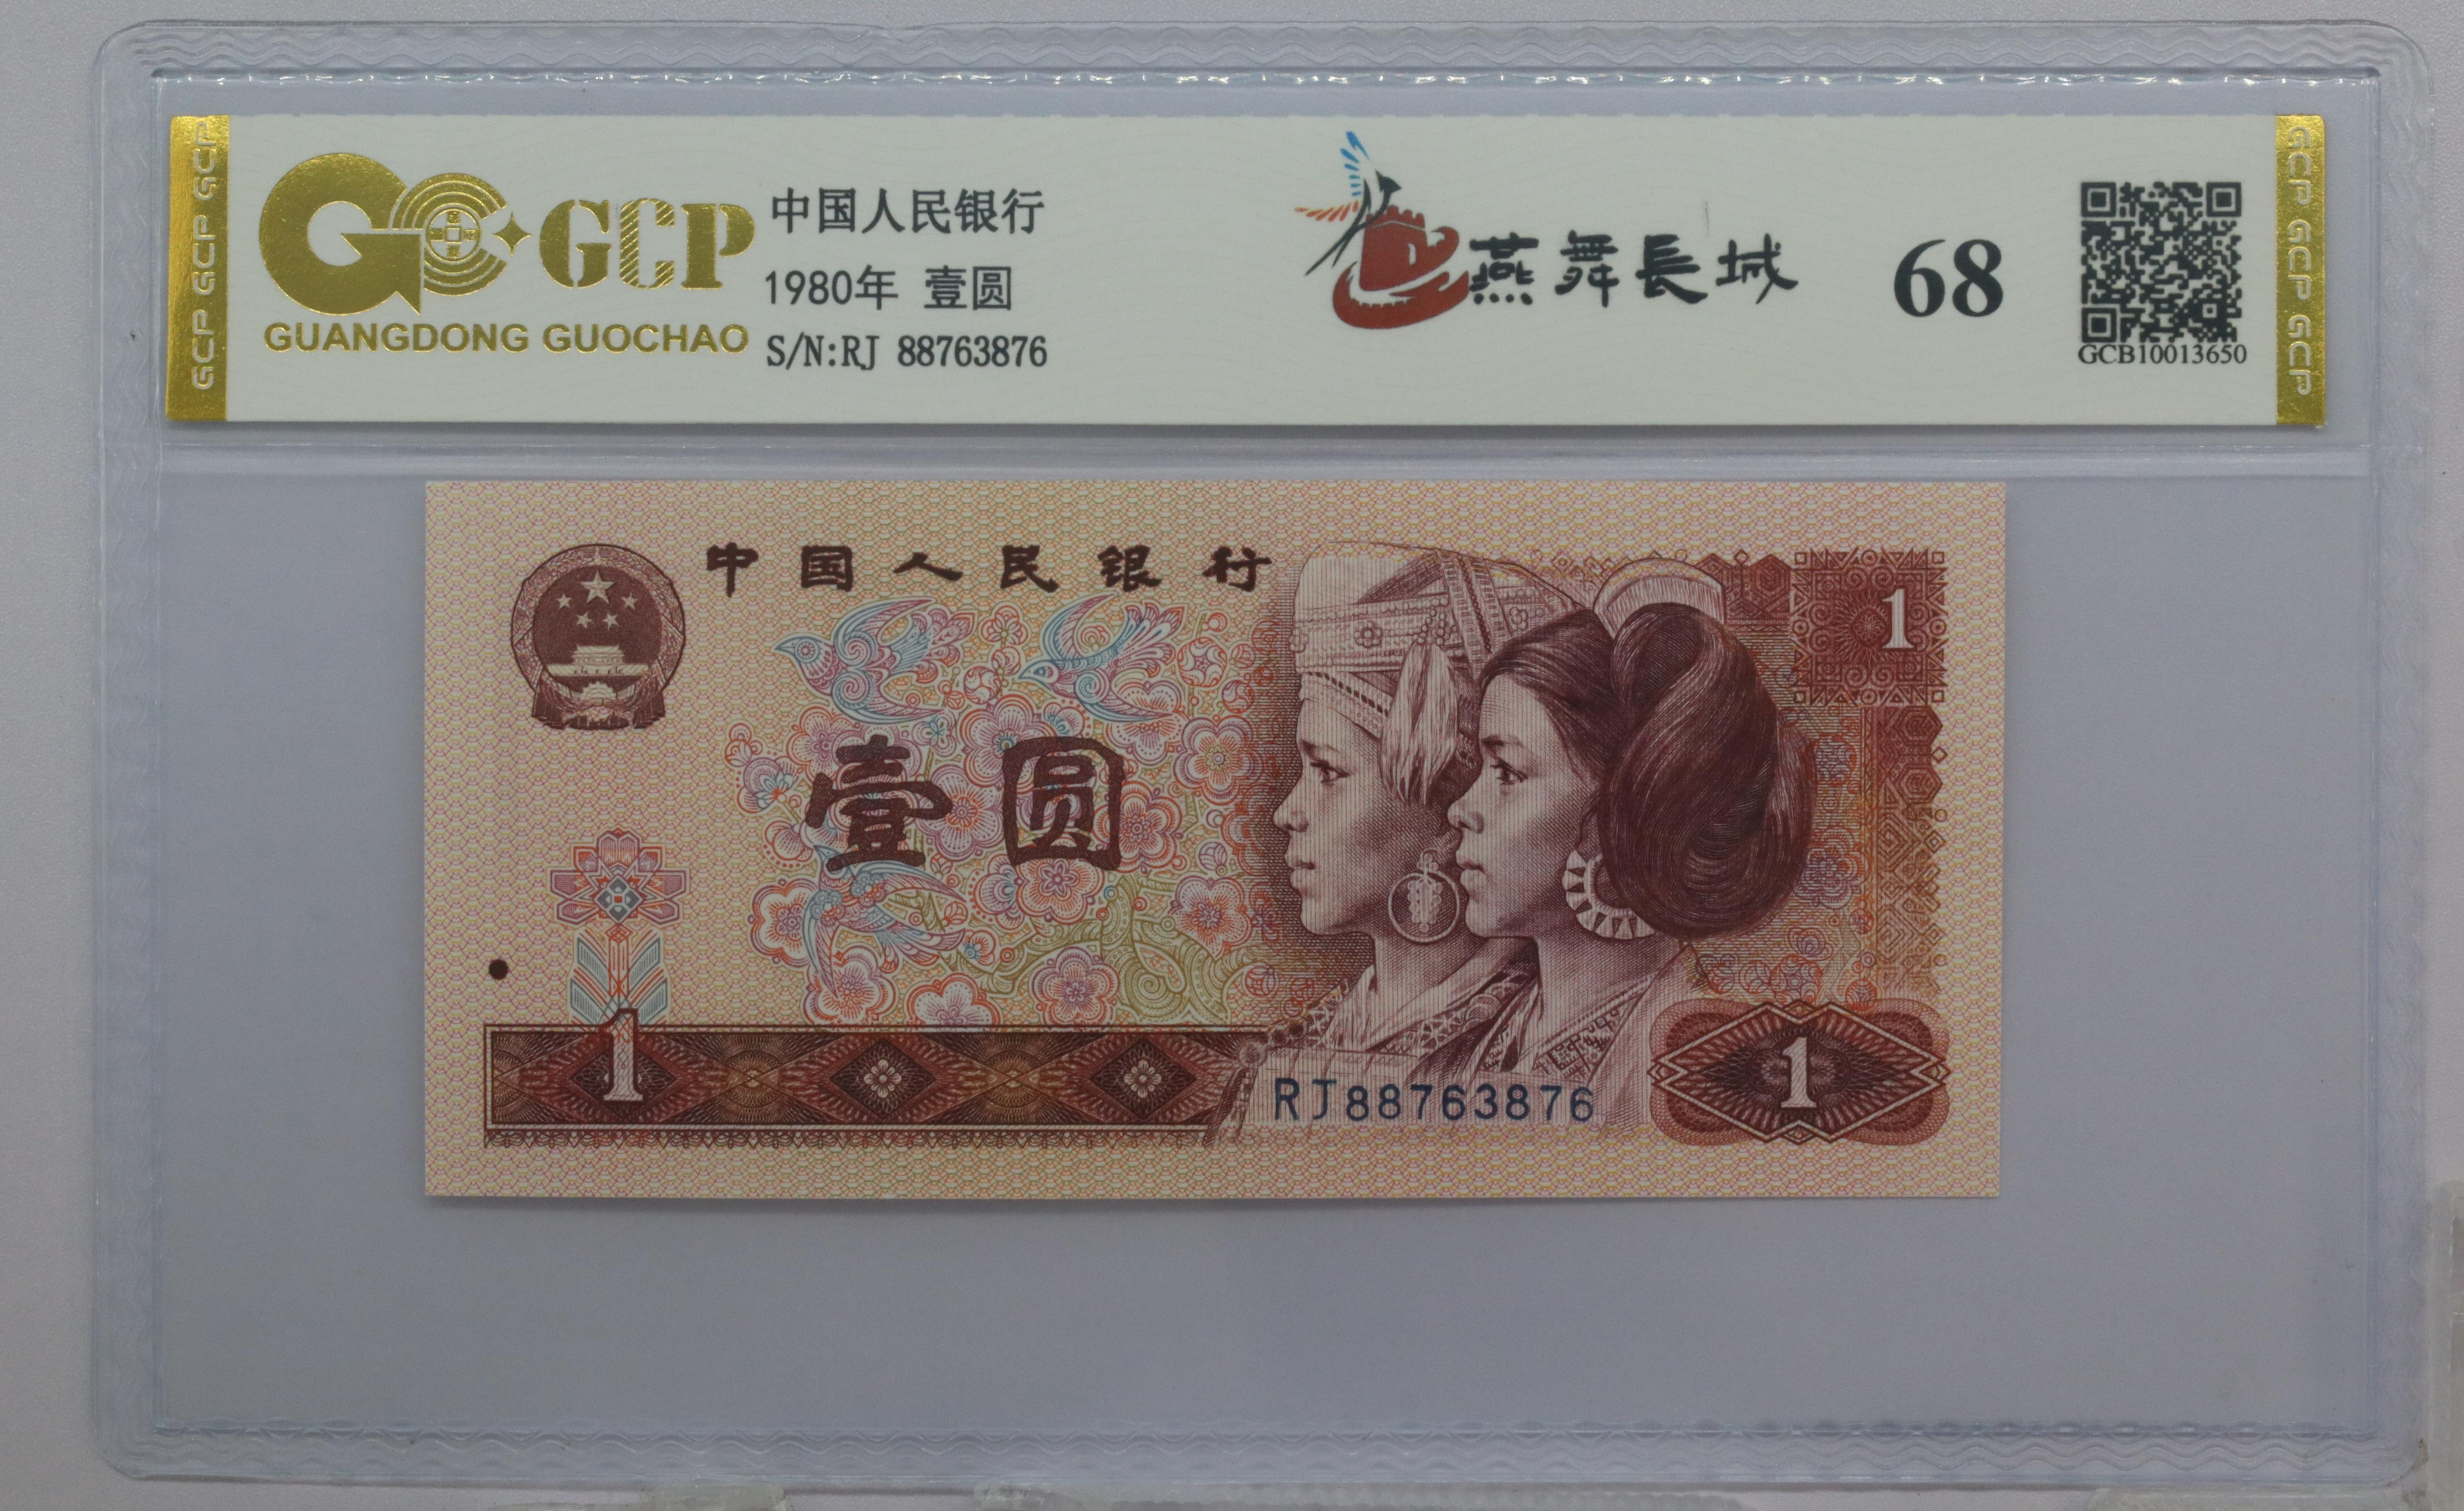 GCP GCP GCP GCP
GCP
GUANGDONG GUOCHAO
中国人民银行
1980年 壹圆
S/N:RJ 88763876
燕舞長城
68
GCB10013650
GCP GCP GCP GCP
中国人民银行
1
壹圆
1
RJ88763876
1